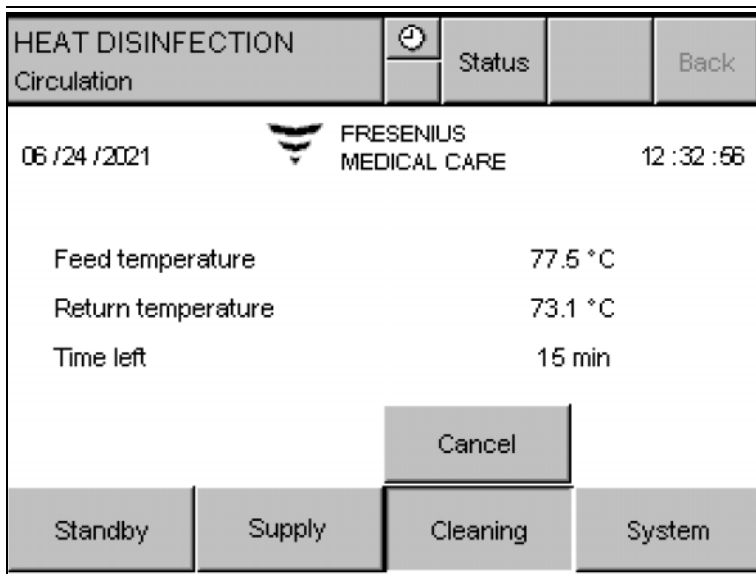 HEAT DISINFECTION
Circulation
Status
Back
06 /24 /2021
FRESENIUS
MEDICAL CARE
12 :32 :56
Feed temperature 77.5 °C
Return temperature 73.1 °C
Time left 15 min
Cancel
Standby Supply Cleaning System